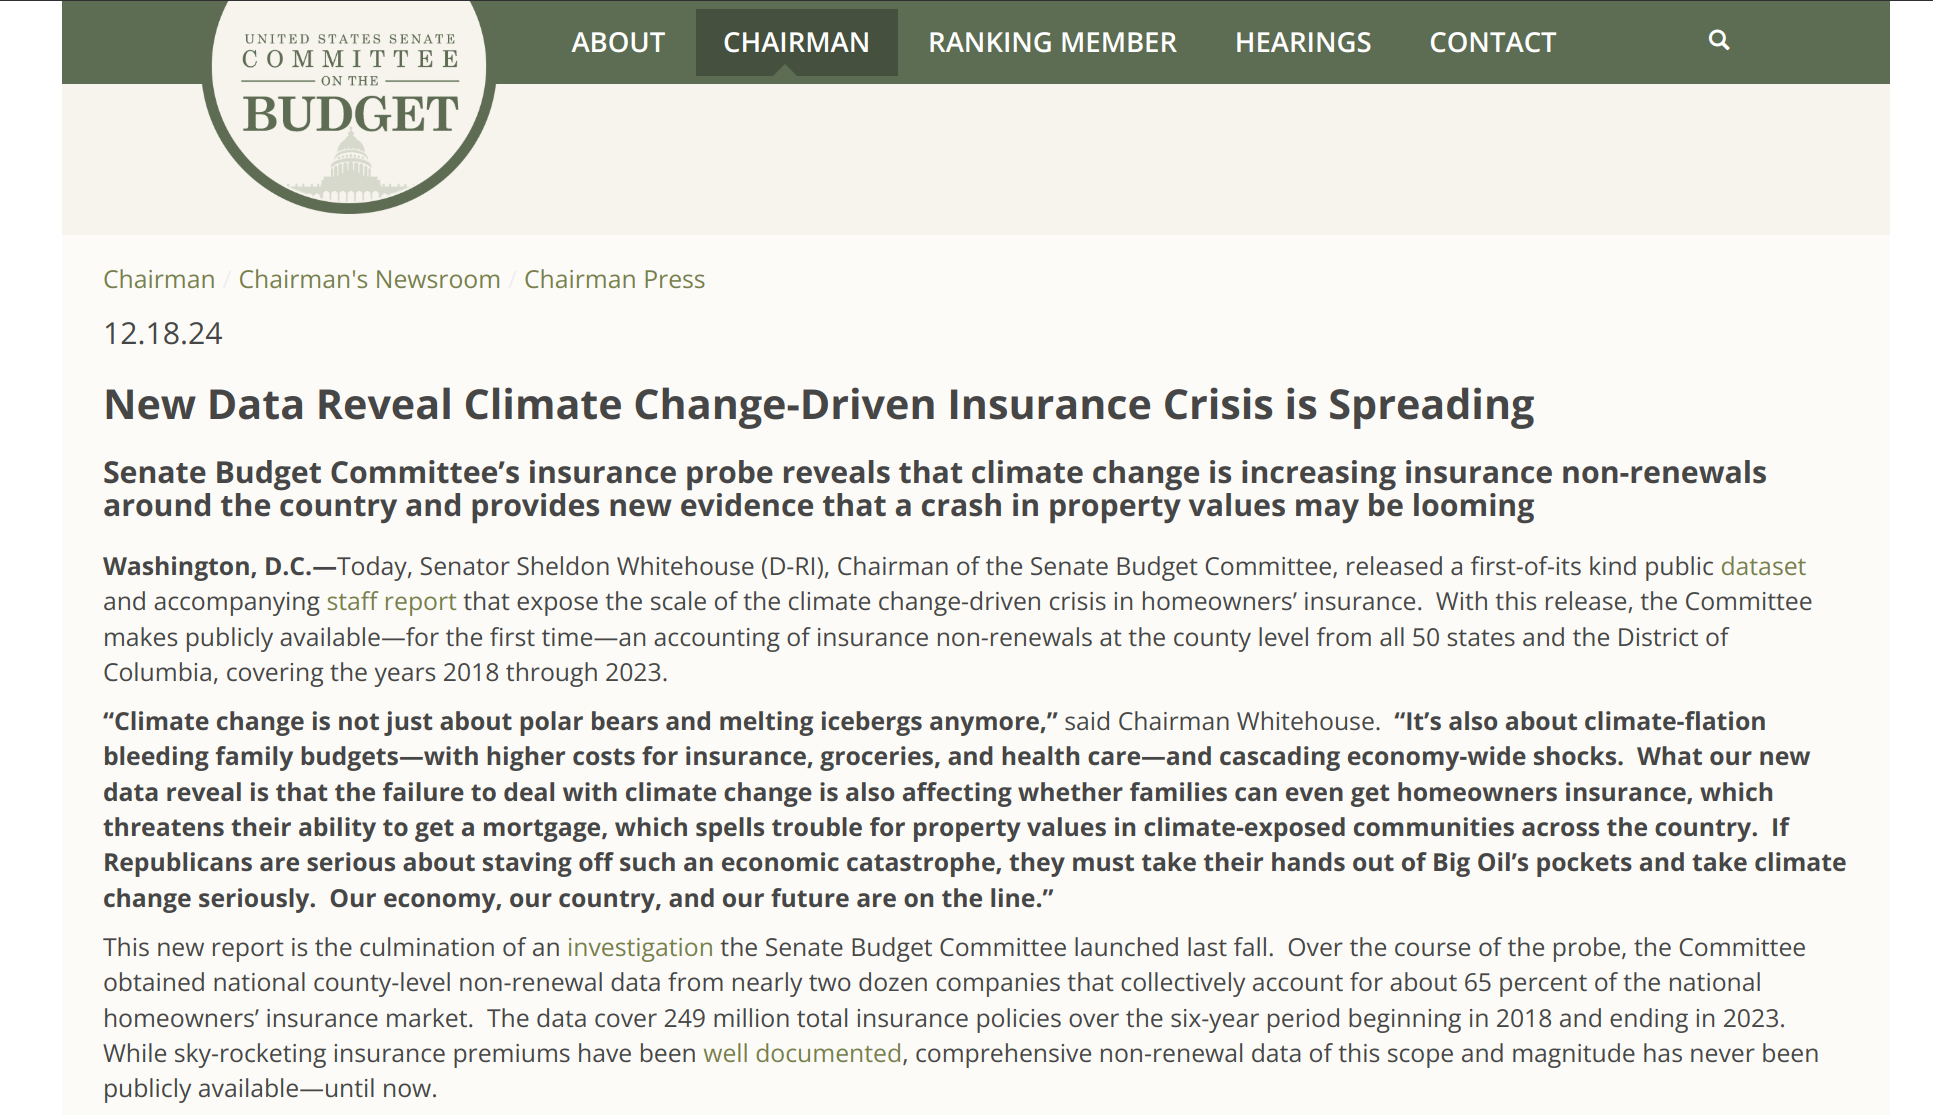 UNITED STATES SENATE
COMMITTEE
ON THE
BUDGET
ABOUT
CHAIRMAN
RANKING MEMBER
HEARINGS
CONTACT
Chairman / Chairman's Newsroom / Chairman Press
12.18.24
New Data Reveal Climate Change-Driven Insurance Crisis is Spreading
Senate Budget Committee’s insurance probe reveals that climate change is increasing insurance non-renewals
around the country and provides new evidence that a crash in property values may be looming
Washington, D.C.—Today, Senator Sheldon Whitehouse (D-RI), Chairman of the Senate Budget Committee, released a first-of-its kind public dataset
and accompanying staff report that expose the scale of the climate change-driven crisis in homeowners’ insurance.  With this release, the Committee
makes publicly available—for the first time—an accounting of insurance non-renewals at the county level from all 50 states and the District of
Columbia, covering the years 2018 through 2023.
“Climate change is not just about polar bears and melting icebergs anymore,” said Chairman Whitehouse.  “It’s also about climate-flation
bleeding family budgets—with higher costs for insurance, groceries, and health care—and cascading economy-wide shocks.  What our new
data reveal is that the failure to deal with climate change is also affecting whether families can even get homeowners insurance, which
threatens their ability to get a mortgage, which spells trouble for property values in climate-exposed communities across the country.  If
Republicans are serious about staving off such an economic catastrophe, they must take their hands out of Big Oil’s pockets and take climate
change seriously.  Our economy, our country, and our future are on the line.”
This new report is the culmination of an investigation the Senate Budget Committee launched last fall.  Over the course of the probe, the Committee
obtained national county-level non-renewal data from nearly two dozen companies that collectively account for about 65 percent of the national
homeowners’ insurance market.  The data cover 249 million total insurance policies over the six-year period beginning in 2018 and ending in 2023.
While sky-rocketing insurance premiums have been well documented, comprehensive non-renewal data of this scope and magnitude has never been
publicly available—until now.